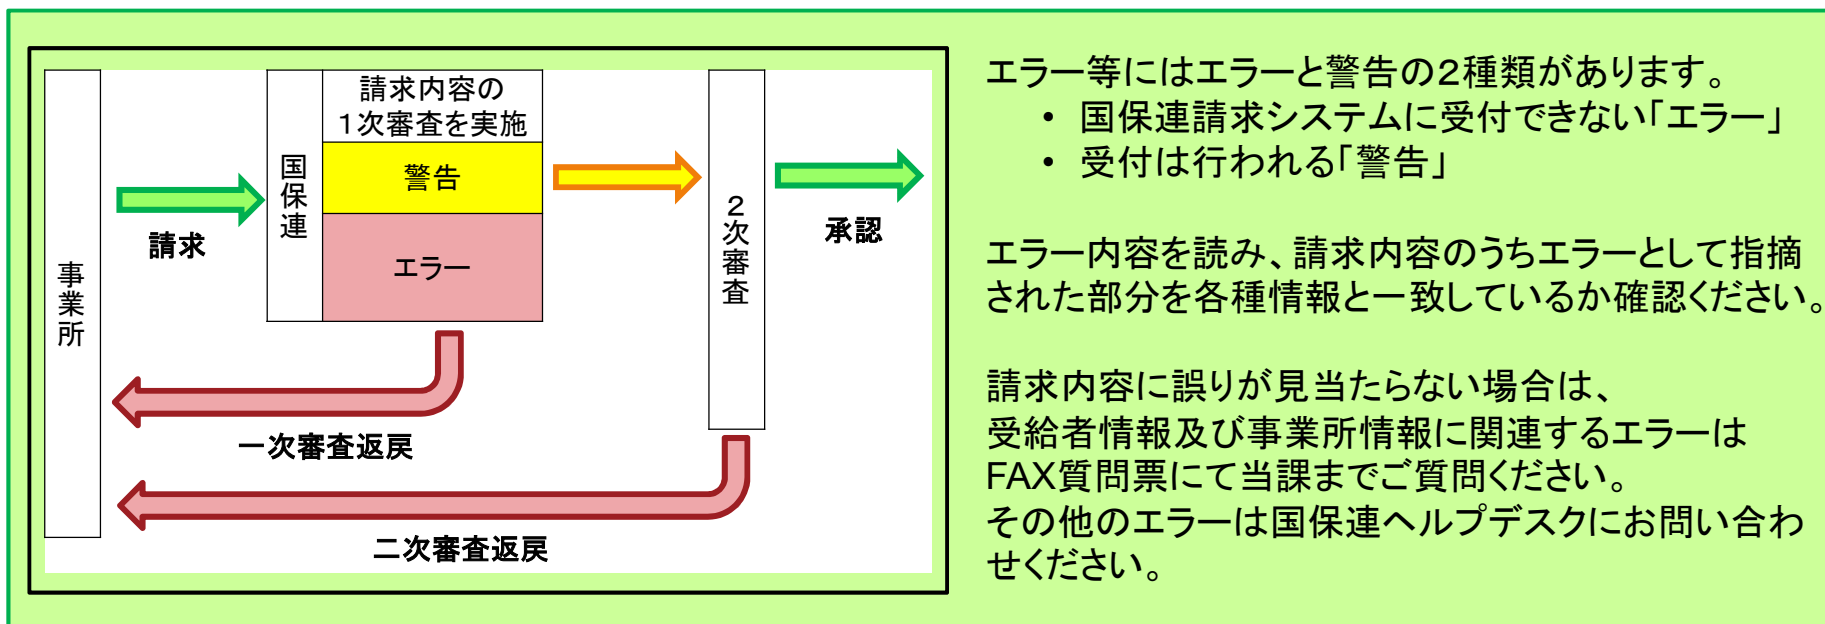 事業所
請求
国保連
請求内容の
1次審査を実施
警告
エラー
2次審査
承認
一次審査返戻
二次審査返戻
エラー等にはエラーと警告の2種類があります。
• 国保連請求システムに受付できない「エラー」
• 受付は行われる「警告」
エラー内容を読み、請求内容のうちエラーとして指摘
された部分を各種情報と一致しているか確認ください。
請求内容に誤りが見当たらない場合は、
受給者情報及び事業所情報に関連するエラーは
FAX質問票にて当課までご質問ください。
その他のエラーは国保連ヘルプデスクにお問い合わ
せください。